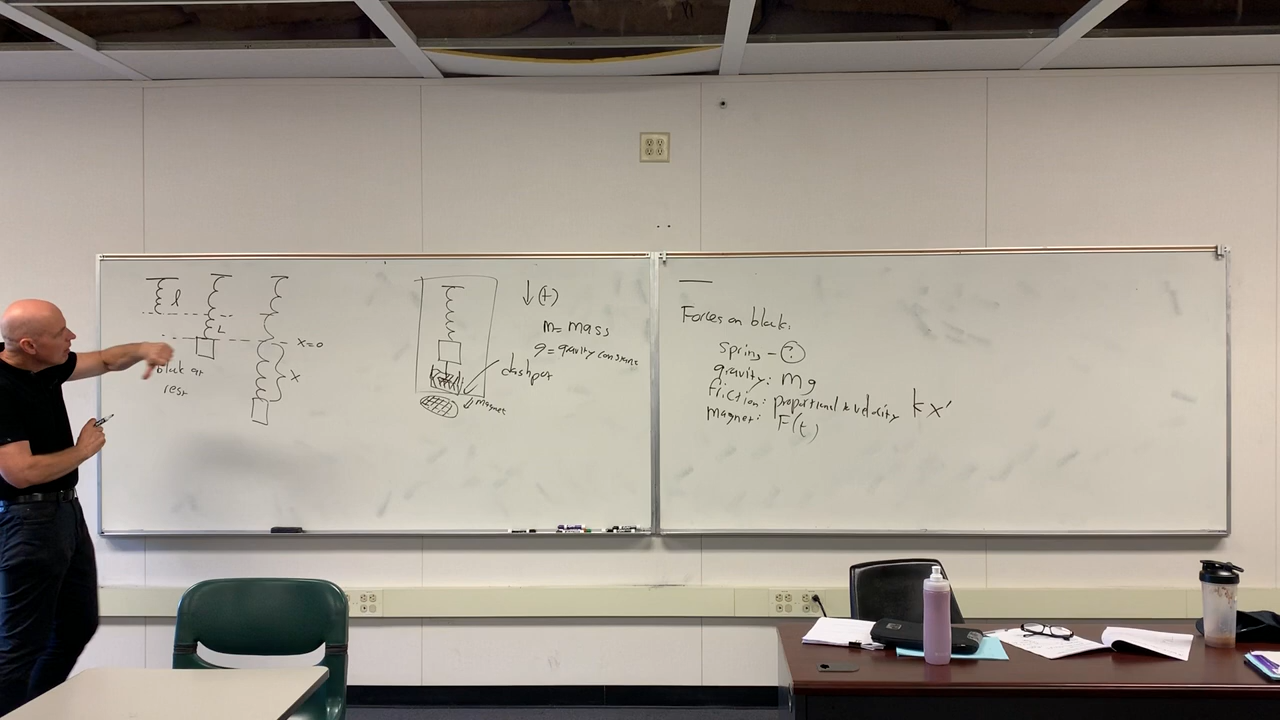 l
L
x=0
block at
rest
x
↓(t)
m= mass
g= gravity constant
dashpot
magnet
Forces on block:
spring - ?
gravity: mg
friction: proportional to velocity kx'
magnet: F(t)